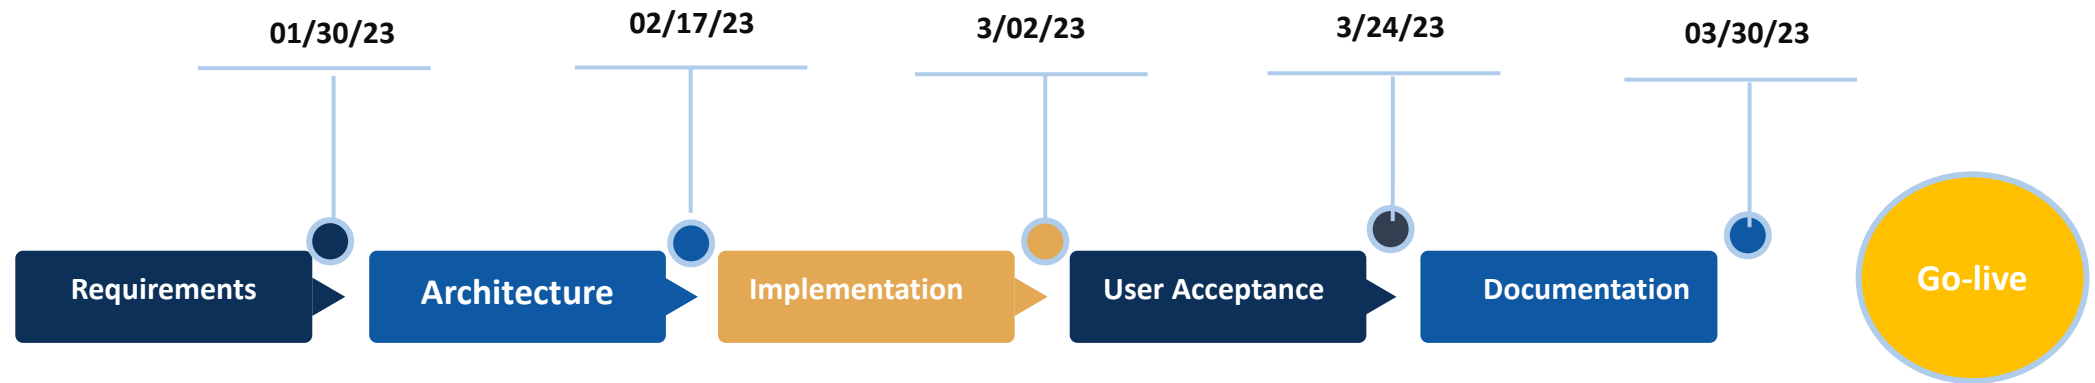 01/30/23
02/17/23
3/02/23
3/24/23
03/30/23
Requirements
Architecture
Implementation
User Acceptance
Documentation
Go-live